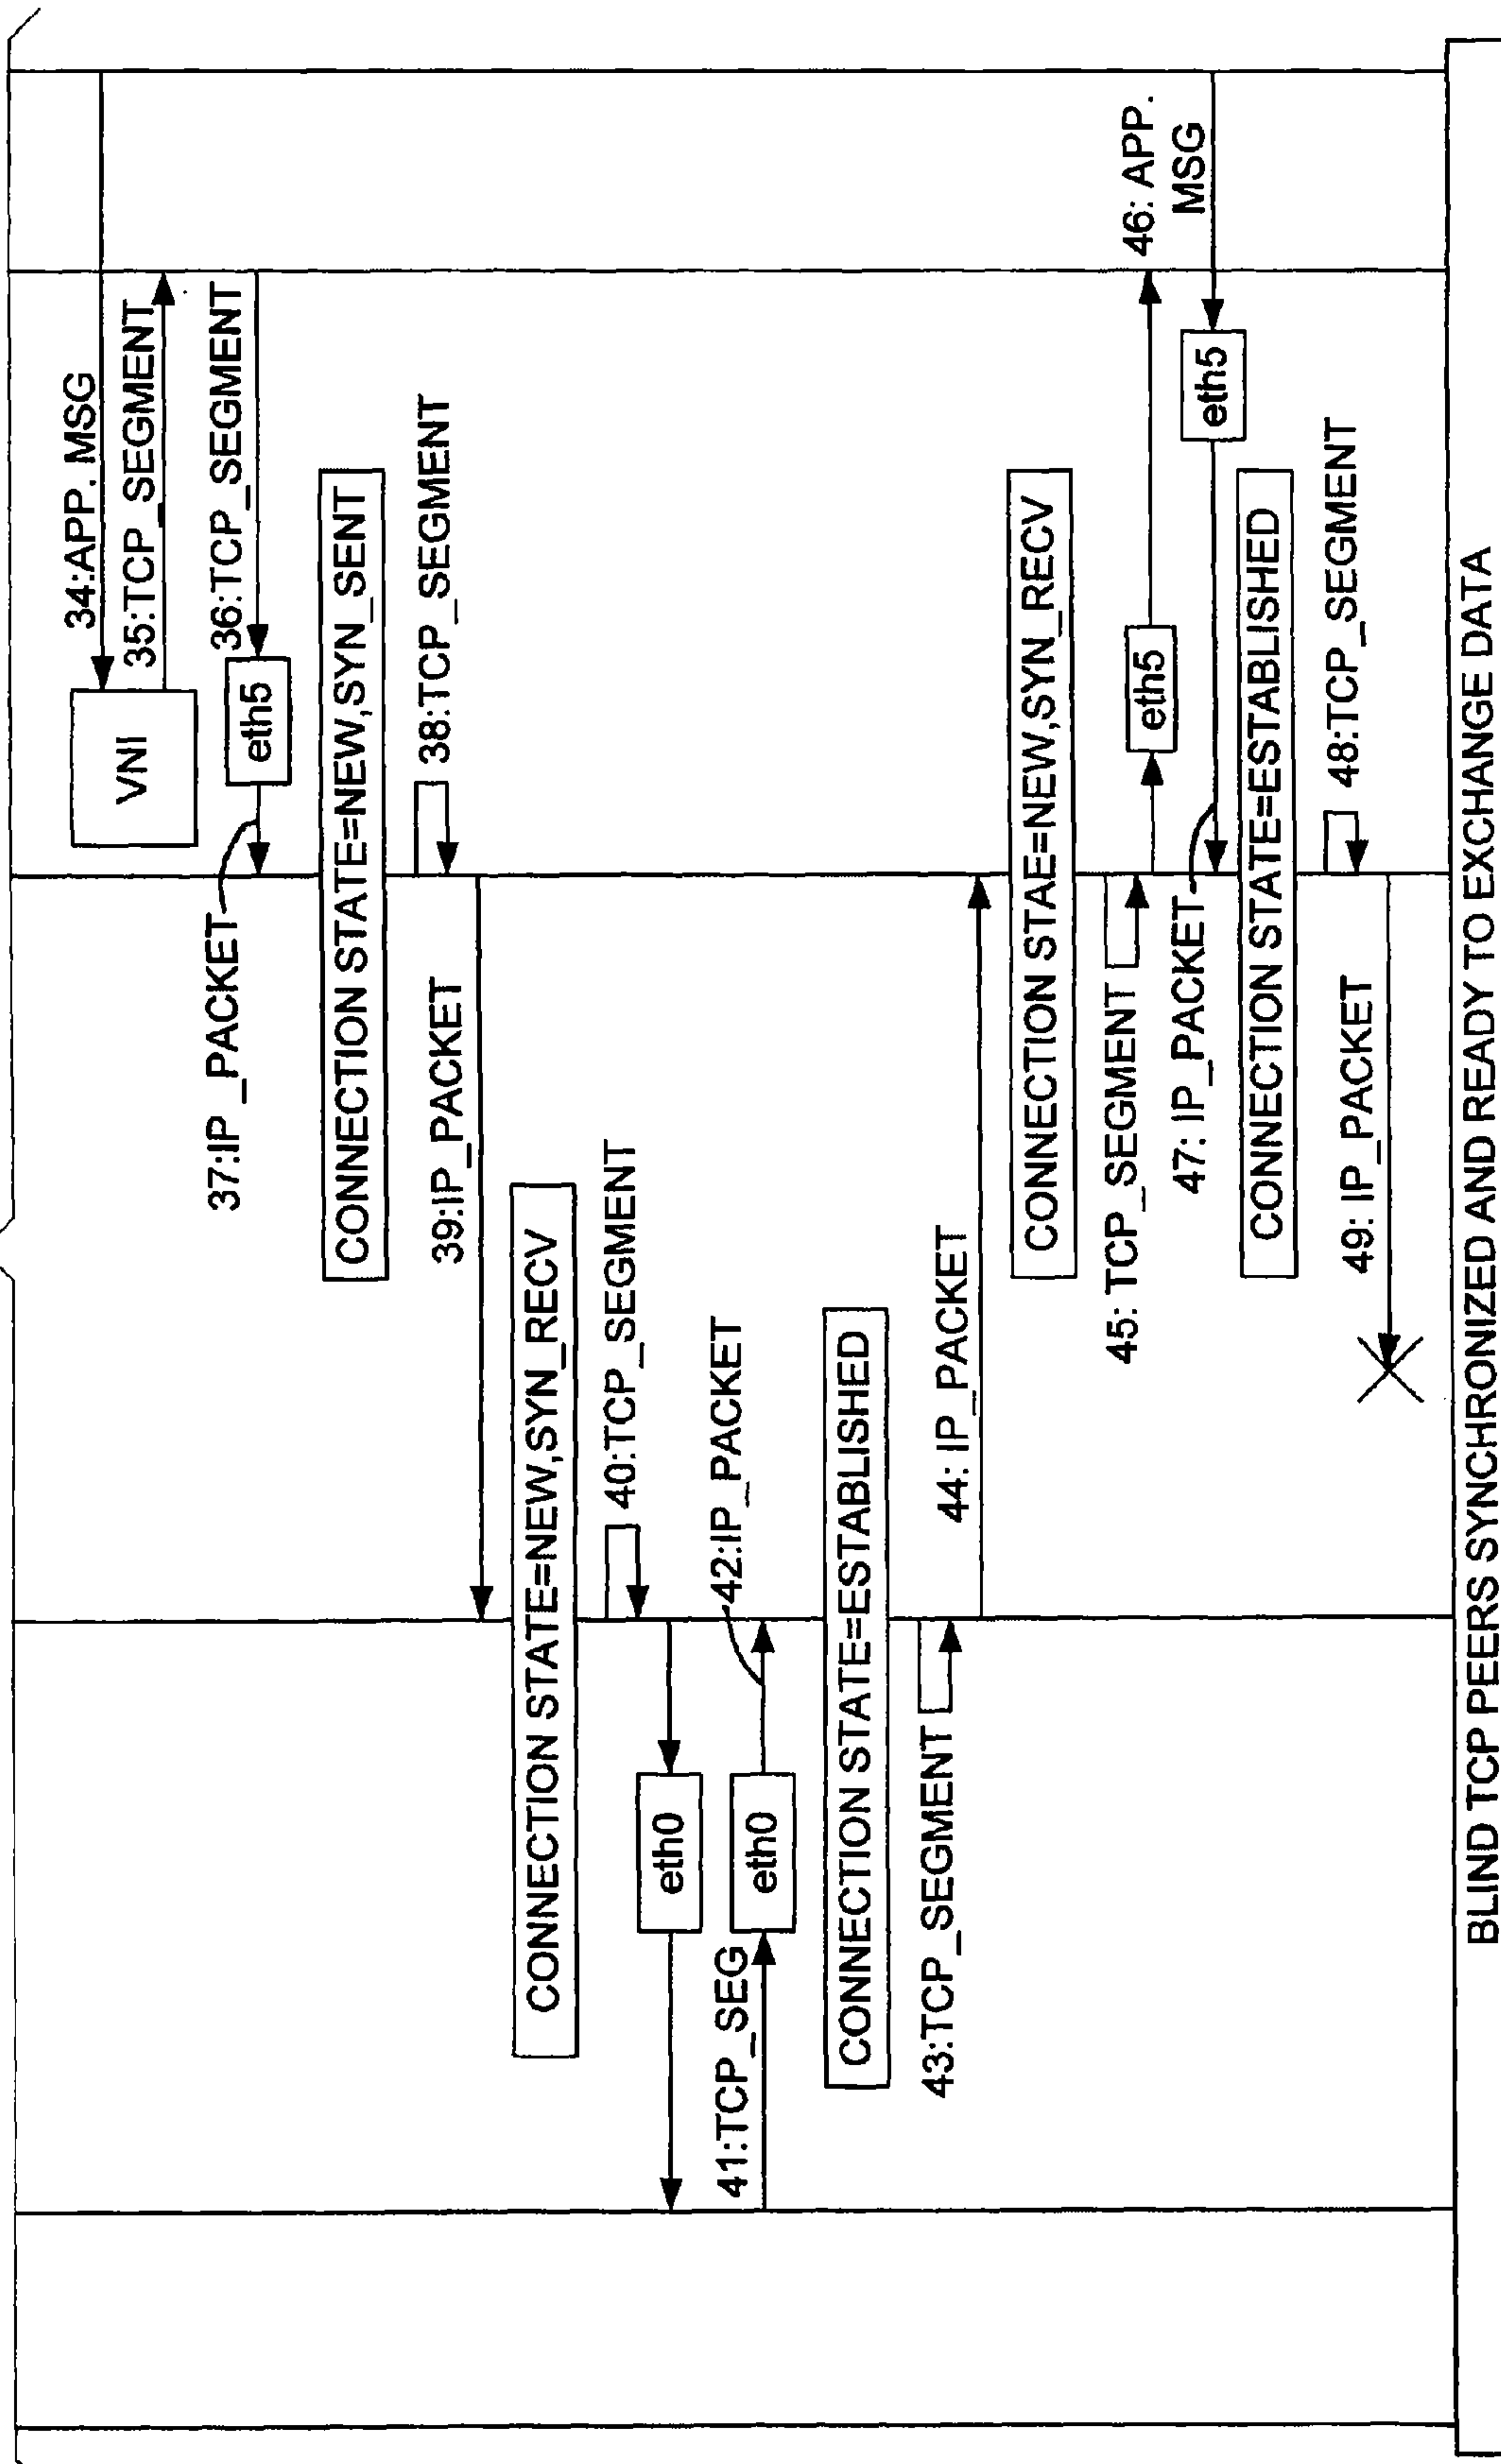 34:APP. MSG
VNI
35:TCP_SEGMENT
36:TCP_SEGMENT
eth5
37:IP_PACKET
CONNECTION STATE=NEW,SYN_SENT
38:TCP_SEGMENT
39:IP_PACKET
CONNECTION STATE=NEW,SYN_RECV
40:TCP_SEGMENT
eth0
41:TCP_SEG
eth0
42:IP_PACKET
CONNECTION STATE=ESTABLISHED
43:TCP_SEGMENT
44: IP_PACKET
CONNECTION STAE=NEW,SYN_RECV
45: TCP_SEGMENT
eth5
46: APP.
MSG
eth5
47: IP_PACKET
CONNECTION STATE=ESTABLISHED
48:TCP_SEGMENT
49: IP_PACKET
BLIND TCP PEERS SYNCHRONIZED AND READY TO EXCHANGE DATA